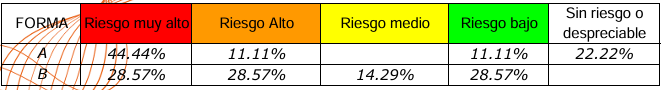 FORMA Riesgo muy alto Riesgo Alto Riesgo medio Riesgo bajo Sin riesgo o
despreciable
A 44.44% 11.11% 11.11% 22.22%
B 28.57% 28.57% 14.29% 28.57%